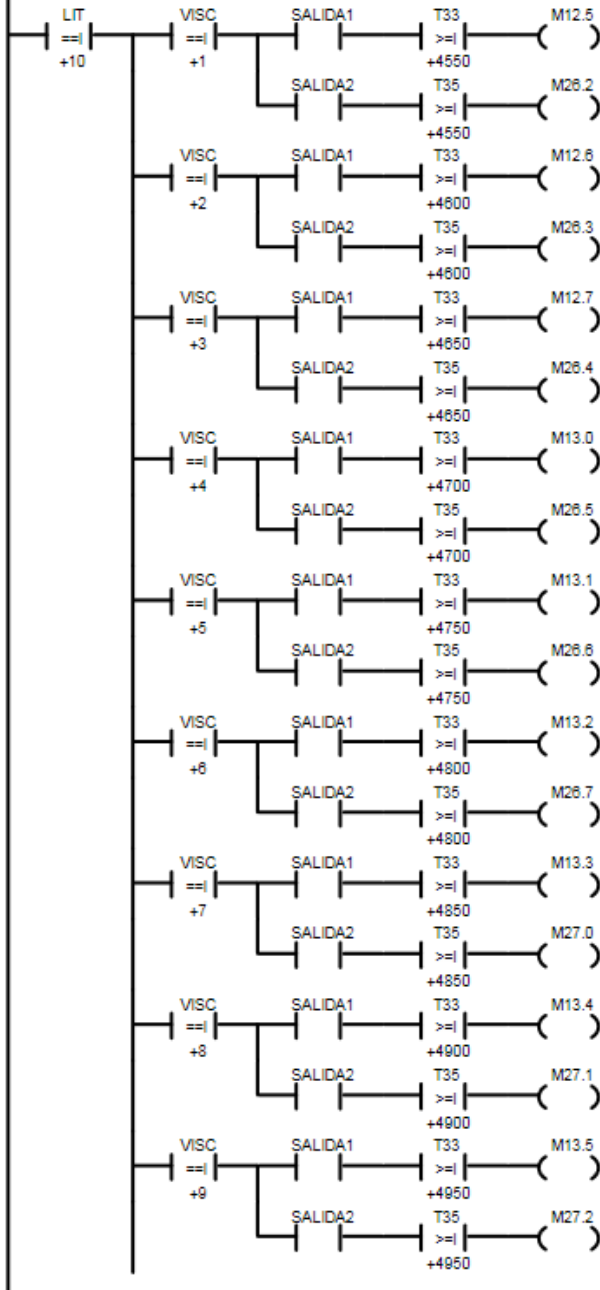 LIT VISC SALIDA1 T33 M12.5
==I ==I >=I
+10 +1 +4550
SALIDA2 T35 M26.2
>=I
+4550
VISC SALIDA1 T33 M12.6
==I >=I
+2 +4600
SALIDA2 T35 M26.3
>=I
+4600
VISC SALIDA1 T33 M12.7
==I >=I
+3 +4650
SALIDA2 T35 M26.4
>=I
+4650
VISC SALIDA1 T33 M13.0
==I >=I
+4 +4700
SALIDA2 T35 M26.5
>=I
+4700
VISC SALIDA1 T33 M13.1
==I >=I
+5 +4750
SALIDA2 T35 M26.6
>=I
+4750
VISC SALIDA1 T33 M13.2
==I >=I
+6 +4800
SALIDA2 T35 M26.7
>=I
+4800
VISC SALIDA1 T33 M13.3
==I >=I
+7 +4850
SALIDA2 T35 M27.0
>=I
+4850
VISC SALIDA1 T33 M13.4
==I >=I
+8 +4900
SALIDA2 T35 M27.1
>=I
+4900
VISC SALIDA1 T33 M13.5
==I >=I
+9 +4950
SALIDA2 T35 M27.2
>=I
+4950